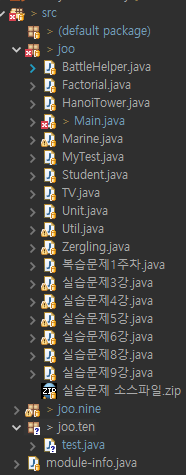 > src
> (default package)
> joo
BattleHelper.java
Factorial.java
HanoiTower.java
> Main.java
Marine.java
MyTest.java
Student.java
TV.java
Unit.java
Util.java
Zergling.java
복습문제1주차.java
실습문제3강.java
실습문제4강.java
실습문제5강.java
실습문제6강.java
실습문제8강.java
실습문제9강.java
실습문제 소스파일.zip
> joo.nine
> joo.ten
test.java
module-info.java